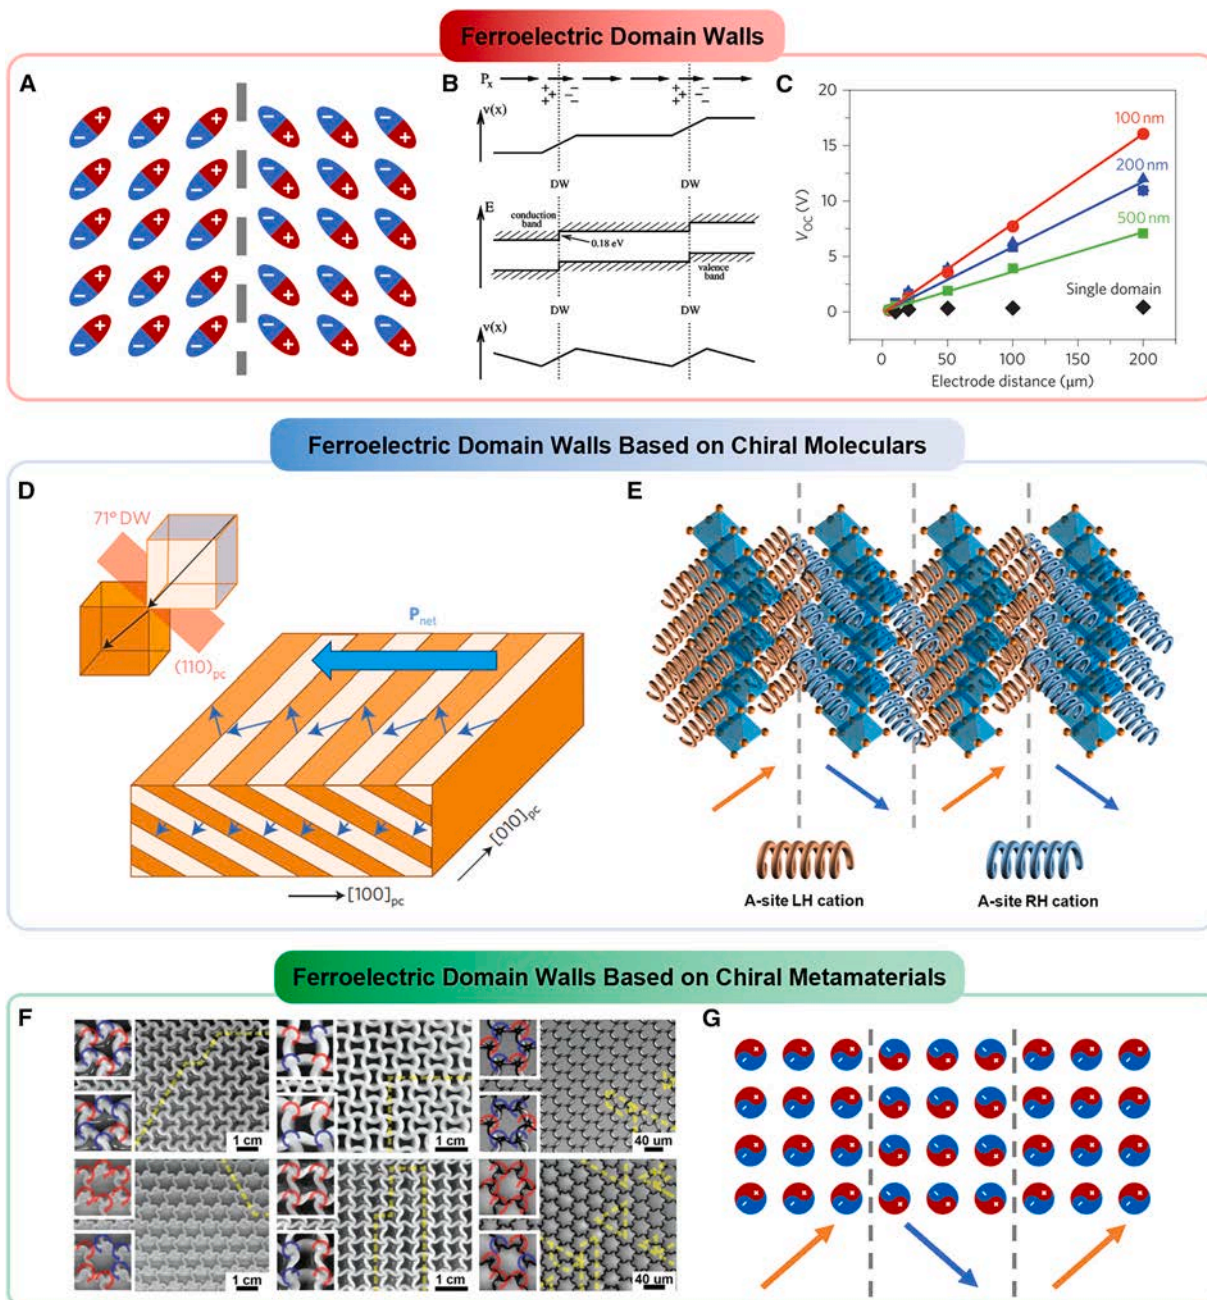 Ferroelectric Domain Walls
A
B
Px
v(x)
DW
DW
E
conduction
band
0.18 eV
valence
band
DW
DW
v(x)
C
20
15
10
5
0
VOC (V)
100 nm
200 nm
500 nm
Single domain
0
50
100
150
200
Electrode distance (μm)
Ferroelectric Domain Walls Based on Chiral Moleculars
D
71° DW
(110)pc
Pnet
[010]pc
[100]pc
E
A-site LH cation
A-site RH cation
Ferroelectric Domain Walls Based on Chiral Metamaterials
F
1 cm
1 cm
40 um
1 cm
1 cm
40 um
G